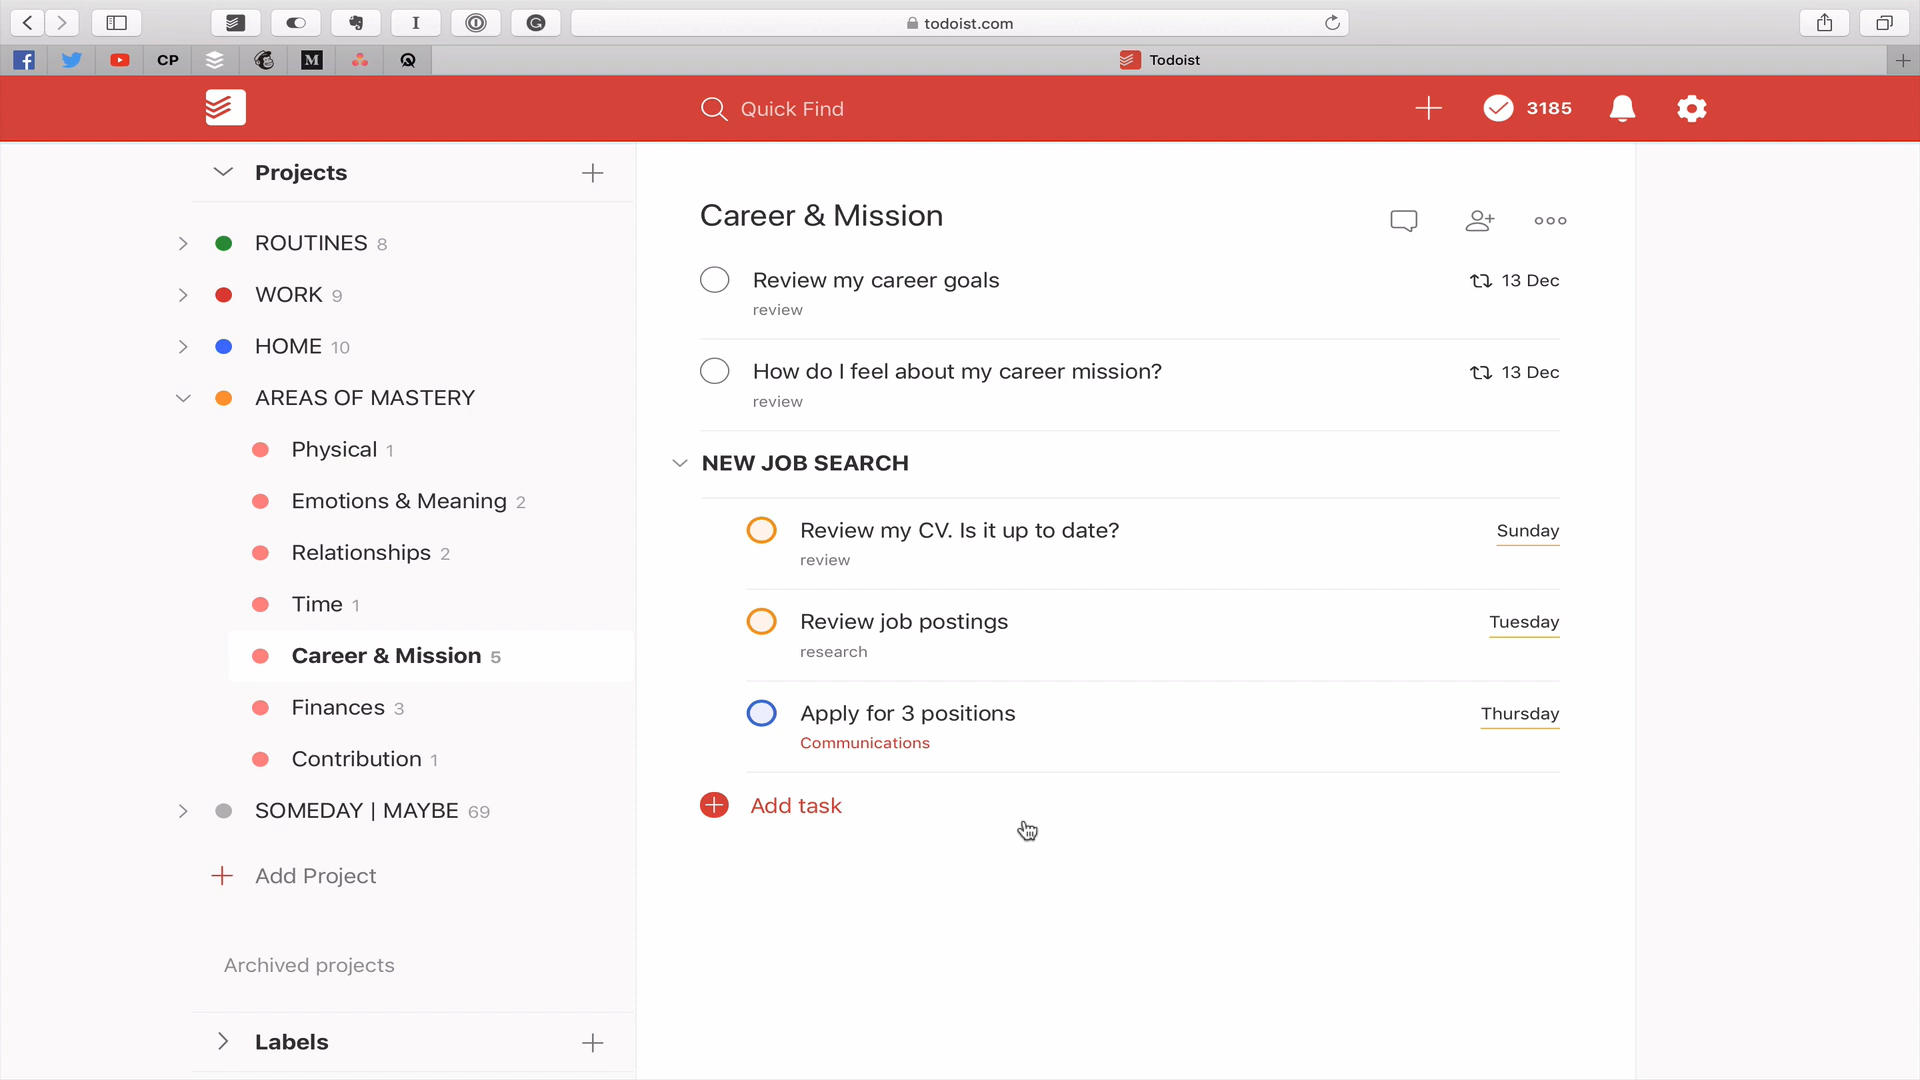 todoist.com
CP
M
Todoist
Quick Find
3185
Projects
ROUTINES 8
WORK 9
HOME 10
AREAS OF MASTERY
Physical 1
Emotions & Meaning 2
Relationships 2
Time 1
Career & Mission 5
Finances 3
Contribution 1
SOMEDAY | MAYBE 69
Add Project
Archived projects
Labels
Career & Mission
Review my career goals 13 Dec
review
How do I feel about my career mission? 13 Dec
review
NEW JOB SEARCH
Review my CV. Is it up to date? Sunday
review
Review job postings Tuesday
research
Apply for 3 positions Thursday
Communications
Add task